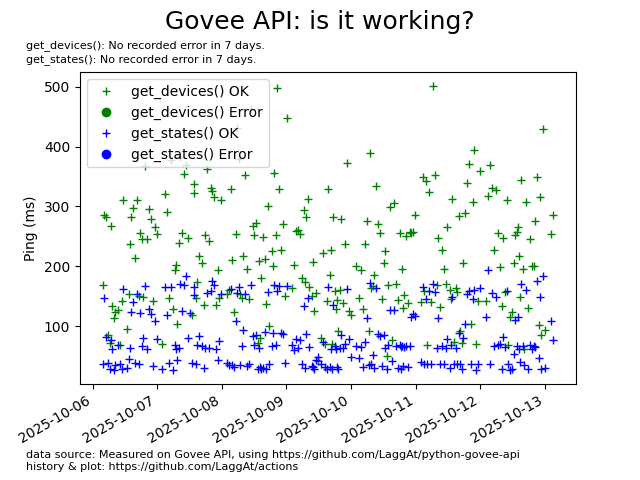 Govee API: is it working?
get_devices(): No recorded error in 7 days.
get_states(): No recorded error in 7 days.
500
400
300
200
100
Ping (ms)
get_devices() OK
get_devices() Error
get_states() OK
get_states() Error
2025-10-06
2025-10-07
2025-10-08
2025-10-09
2025-10-10
2025-10-11
2025-10-12
2025-10-13
data source: Measured on Govee API, using https://github.com/LaggAt/python-govee-api
history & plot: https://github.com/LaggAt/actions